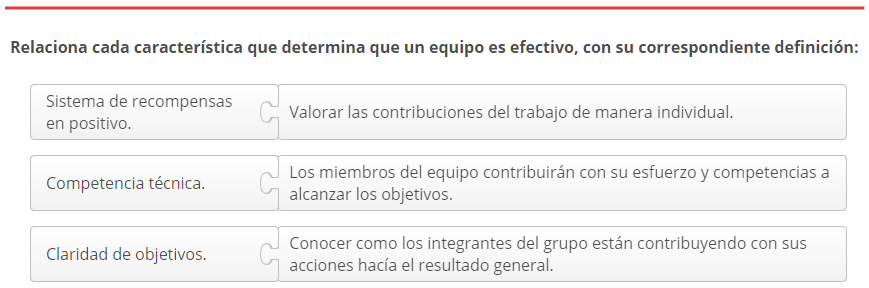 Relaciona cada característica que determina que un equipo es efectivo, con su correspondiente definición:
Sistema de recompensas
en positivo.
Valorar las contribuciones del trabajo de manera individual.
Competencia técnica.
Los miembros del equipo contribuirán con su esfuerzo y competencias a
alcanzar los objetivos.
Claridad de objetivos.
Conocer como los integrantes del grupo están contribuyendo con sus
acciones hacía el resultado general.